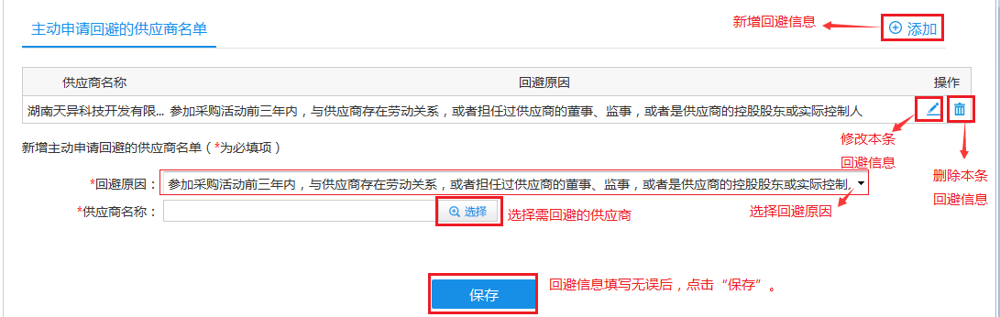 主动申请回避的供应商名单
新增回避信息
添加
供应商名称 回避原因 操作
湖南天异科技开发有限... 参加采购活动前三年内，与供应商存在劳动关系，或者担任过供应商的董事、监事，或者是供应商的控股股东或实际控制人
新增主动申请回避的供应商名单（*为必填项）
修改本条
回避信息
删除本条
回避信息
*回避原因： 参加采购活动前三年内，与供应商存在劳动关系，或者担任过供应商的董事、监事，或者是供应商的控股股东或实际控制
*供应商名称： 选择 选择需回避的供应商
选择回避原因
保存
回避信息填写无误后，点击“保存”。